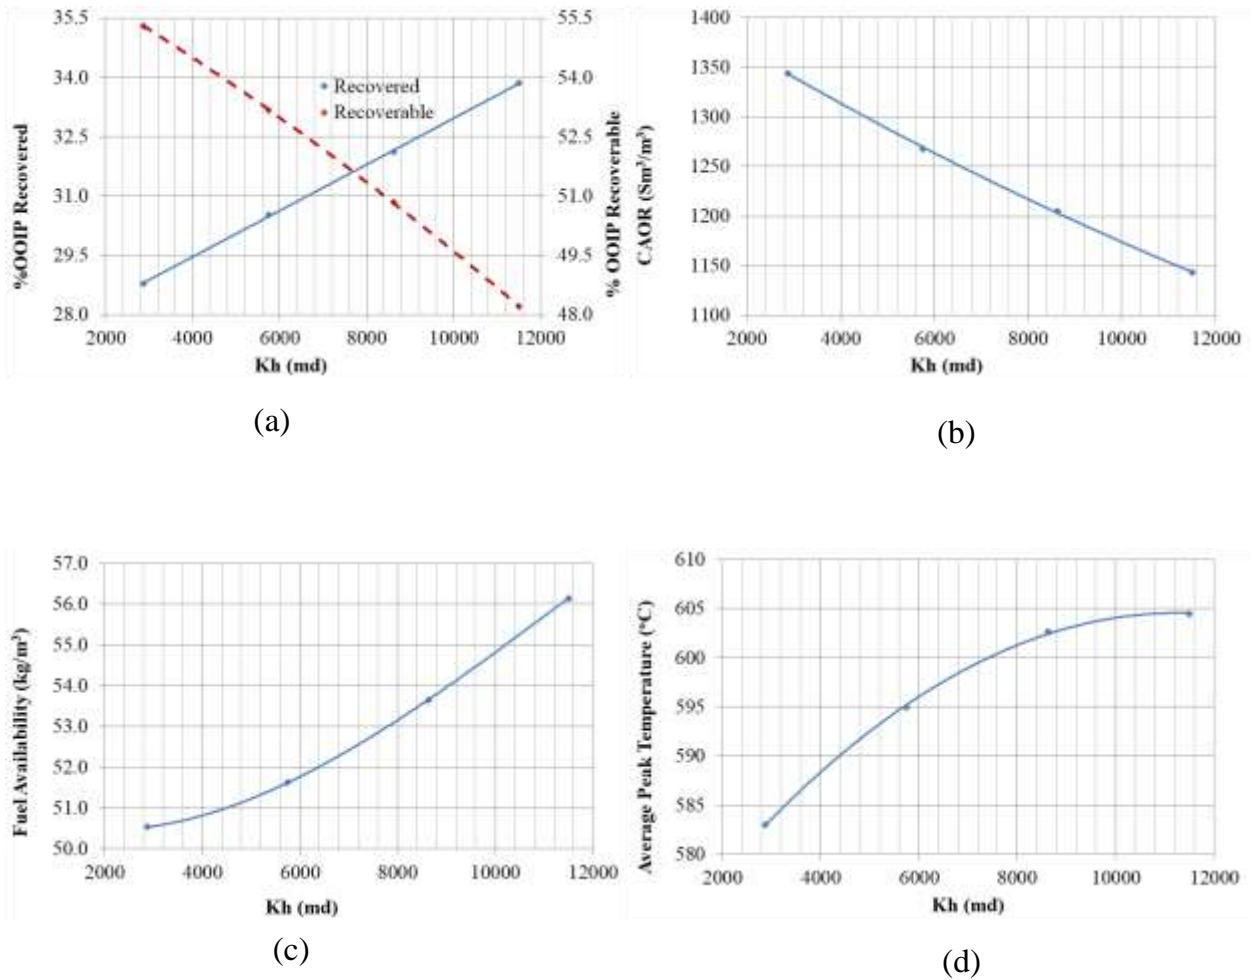 35.5
34.0
32.5
31.0
29.5
28.0
%OOIP Recovered
Recovered
Recoverable
55.5
54.0
52.5
51.0
49.5
48.0
% OOIP Recoverable
2000 4000 6000 8000 10000 12000
Kh (md)
(a)
1400
1350
1300
1250
1200
1150
1100
CAOR (Sm³/m³)
2000 4000 6000 8000 10000 12000
Kh (md)
(b)
57.0
56.0
55.0
54.0
53.0
52.0
51.0
50.0
Fuel Availability (kg/m³)
2000 4000 6000 8000 10000 12000
Kh (md)
(c)
610
605
600
595
590
585
580
Average Peak Temperature (°C)
2000 4000 6000 8000 10000 12000
Kh (md)
(d)